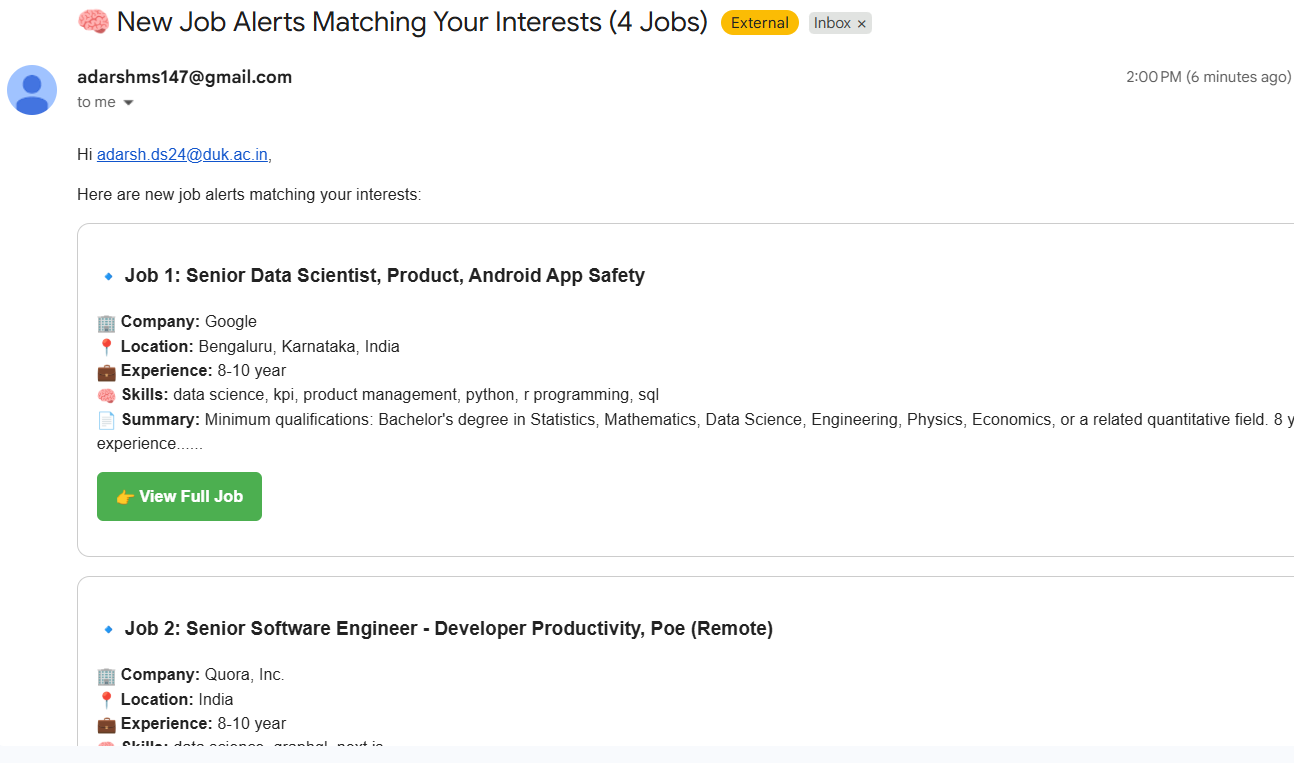 🧠 New Job Alerts Matching Your Interests (4 Jobs) External Inbox ×
adarshms147@gmail.com 2:00 PM (6 minutes ago)
to me
Hi adarsh.ds24@duk.ac.in,
Here are new job alerts matching your interests:
🔹 Job 1: Senior Data Scientist, Product, Android App Safety
🏢 Company: Google
📍 Location: Bengaluru, Karnataka, India
💼 Experience: 8-10 year
🧠 Skills: data science, kpi, product management, python, r programming, sql
📄 Summary: Minimum qualifications: Bachelor's degree in Statistics, Mathematics, Data Science, Engineering, Physics, Economics, or a related quantitative field. 8 y
experience......
👉 View Full Job
🔹 Job 2: Senior Software Engineer - Developer Productivity, Poe (Remote)
🏢 Company: Quora, Inc.
📍 Location: India
💼 Experience: 8-10 year
🧠 Skills: data science, graphql, next.js